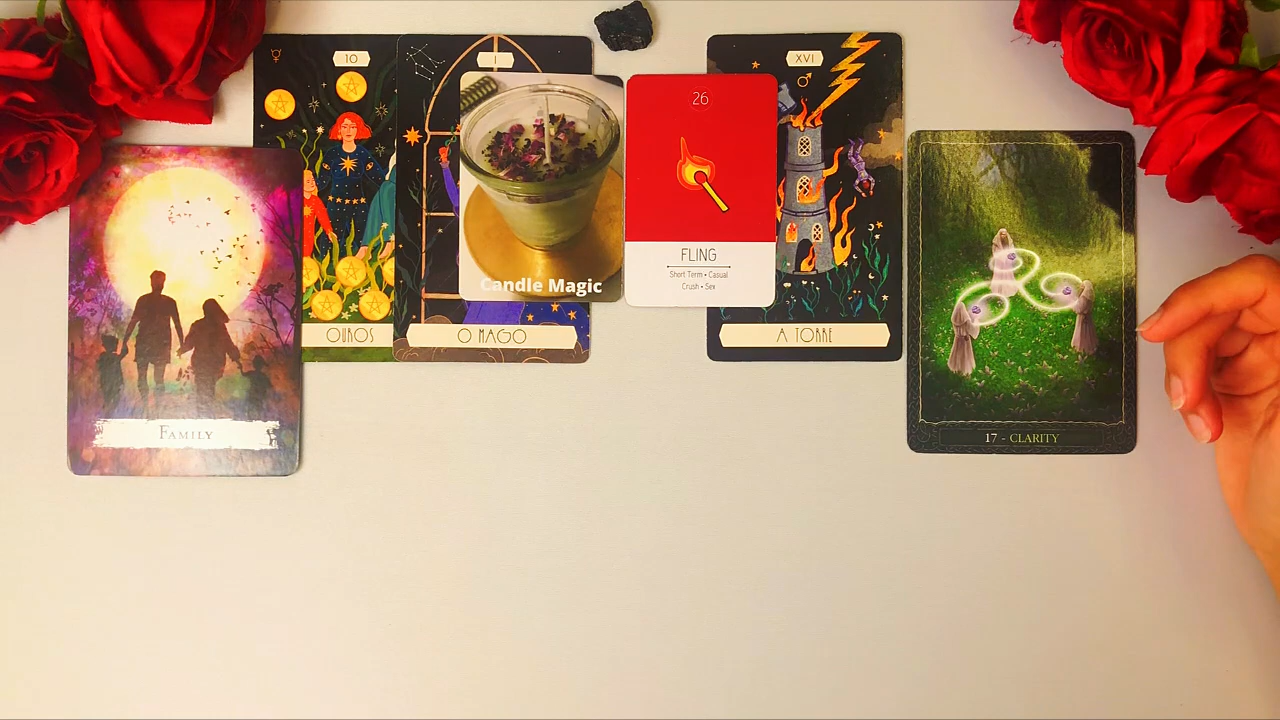 10
OUROS
I
O MAGO
Candle Magic
26
FLING
Short Term • Casual
Crush • Sex
XVI
A TORRE
FAMILY
17 - CLARITY